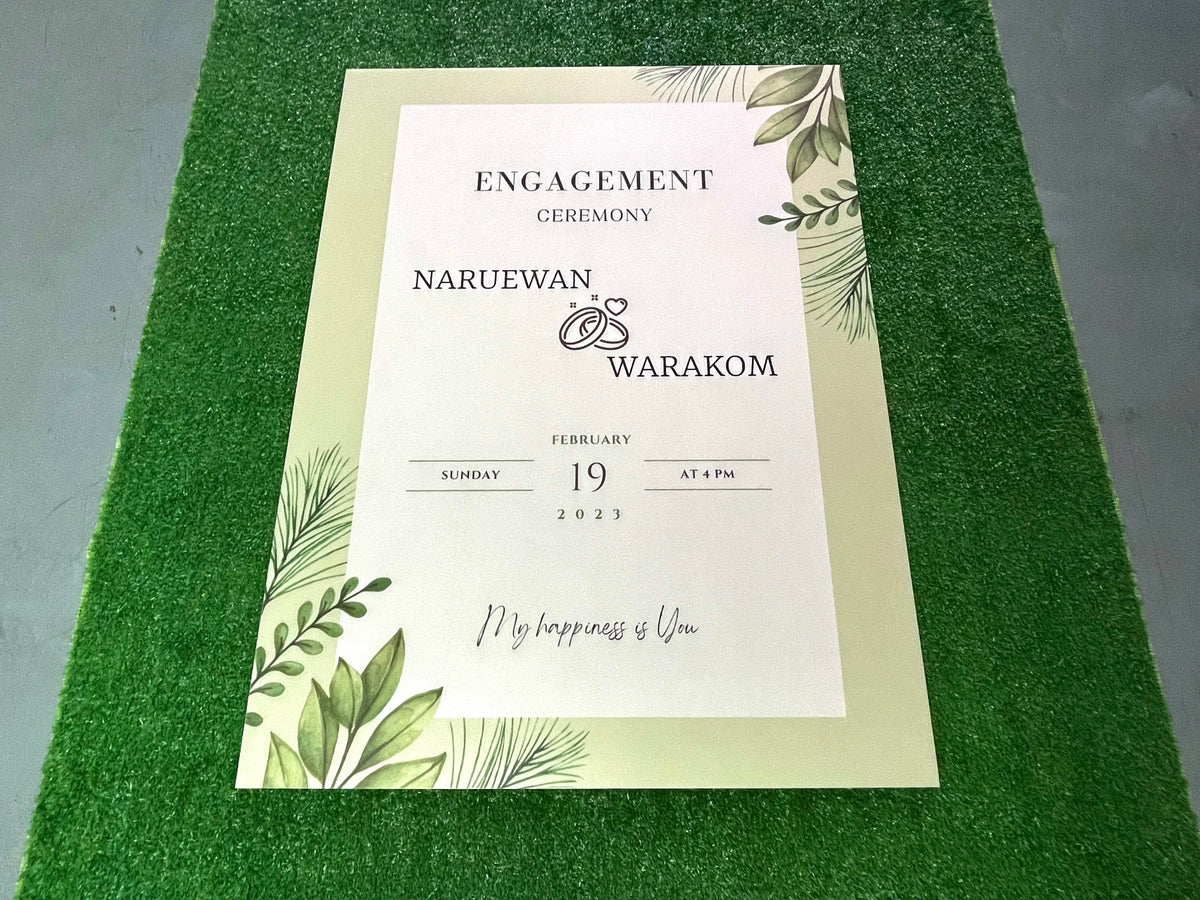 ENGAGEMENT
CEREMONY
NARUEWAN
WARAKOM
FEBRUARY
SUNDAY 19 AT 4 PM
2023
My happiness is You